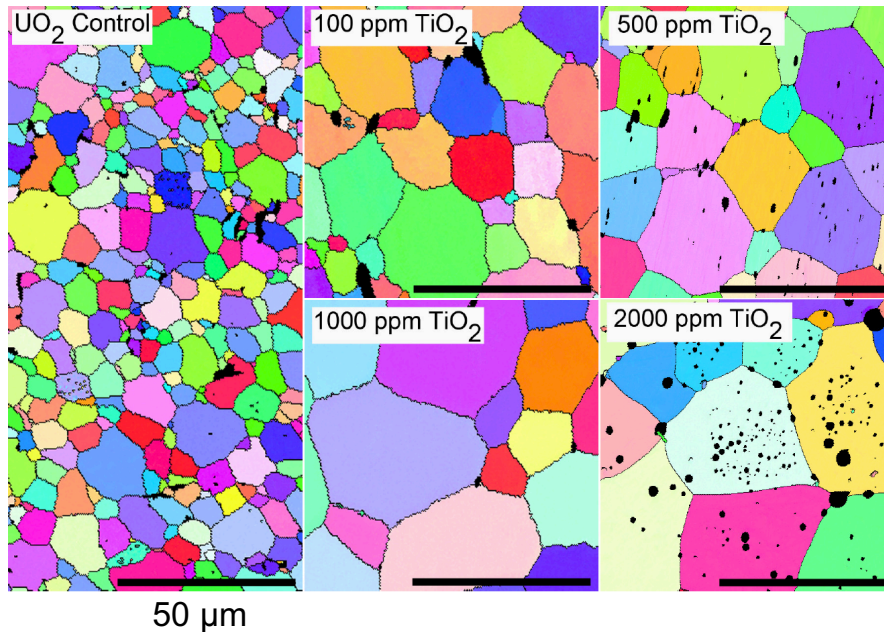 UO₂ Control
100 ppm TiO₂
500 ppm TiO₂
1000 ppm TiO₂
2000 ppm TiO₂
50 µm